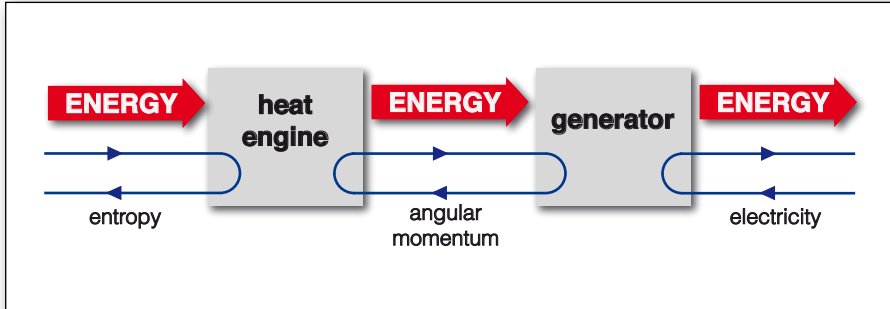 ENERGY
heat
engine
ENERGY
generator
ENERGY
entropy
angular
momentum
electricity